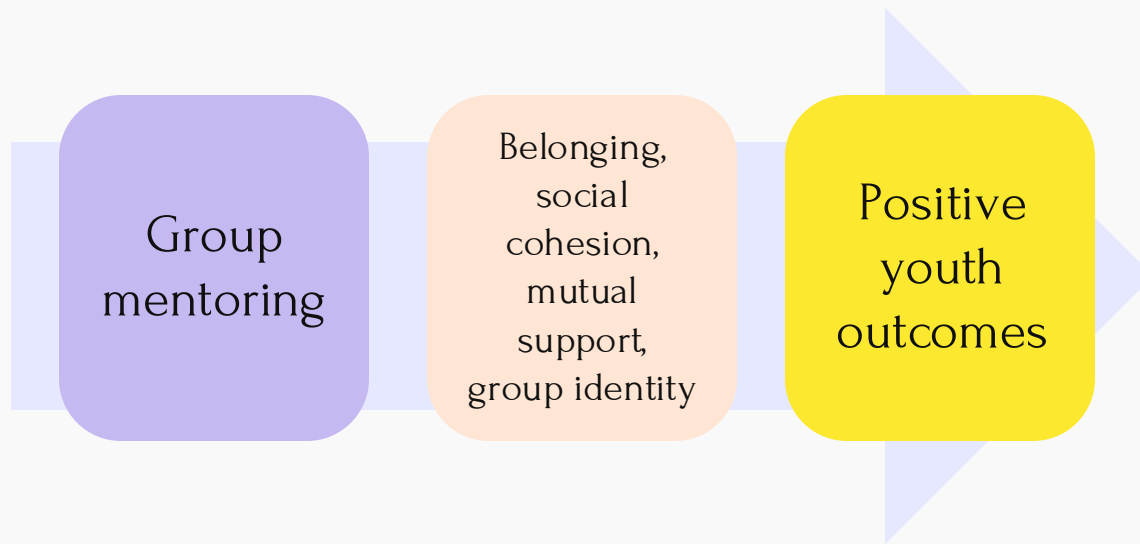 Group
mentoring
Belonging,
social
cohesion,
mutual
support,
group identity
Positive
youth
outcomes